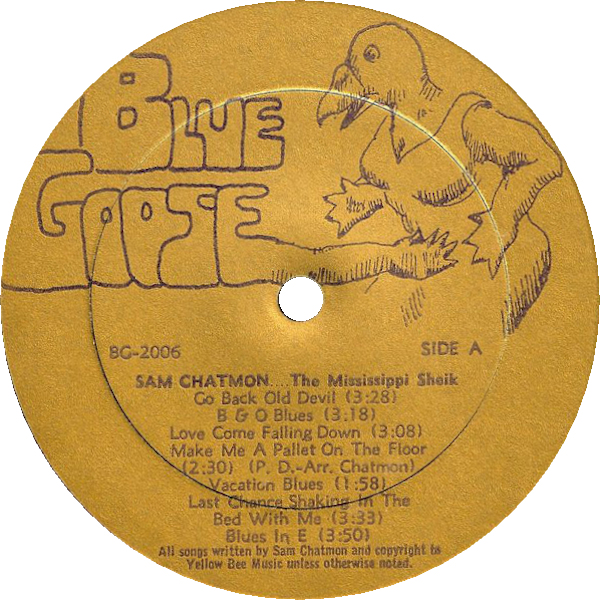 BLUE
GOOSE
BG-2006
SIDE A
SAM CHATMON....The Mississippi Sheik
Go Back Old Devil (3:28)
B & O Blues (3:18)
Love Come Falling Down (3:08)
Make Me A Pallet On The Floor
(2:30) (P. D.-Arr. Chatmon)
Vacation Blues (1:58)
Last Chance Shaking In The
Bed With Me (3:33)
Blues In E (3:50)
All songs written by Sam Chatmon and copyright to
Yellow Bee Music unless otherwise noted.